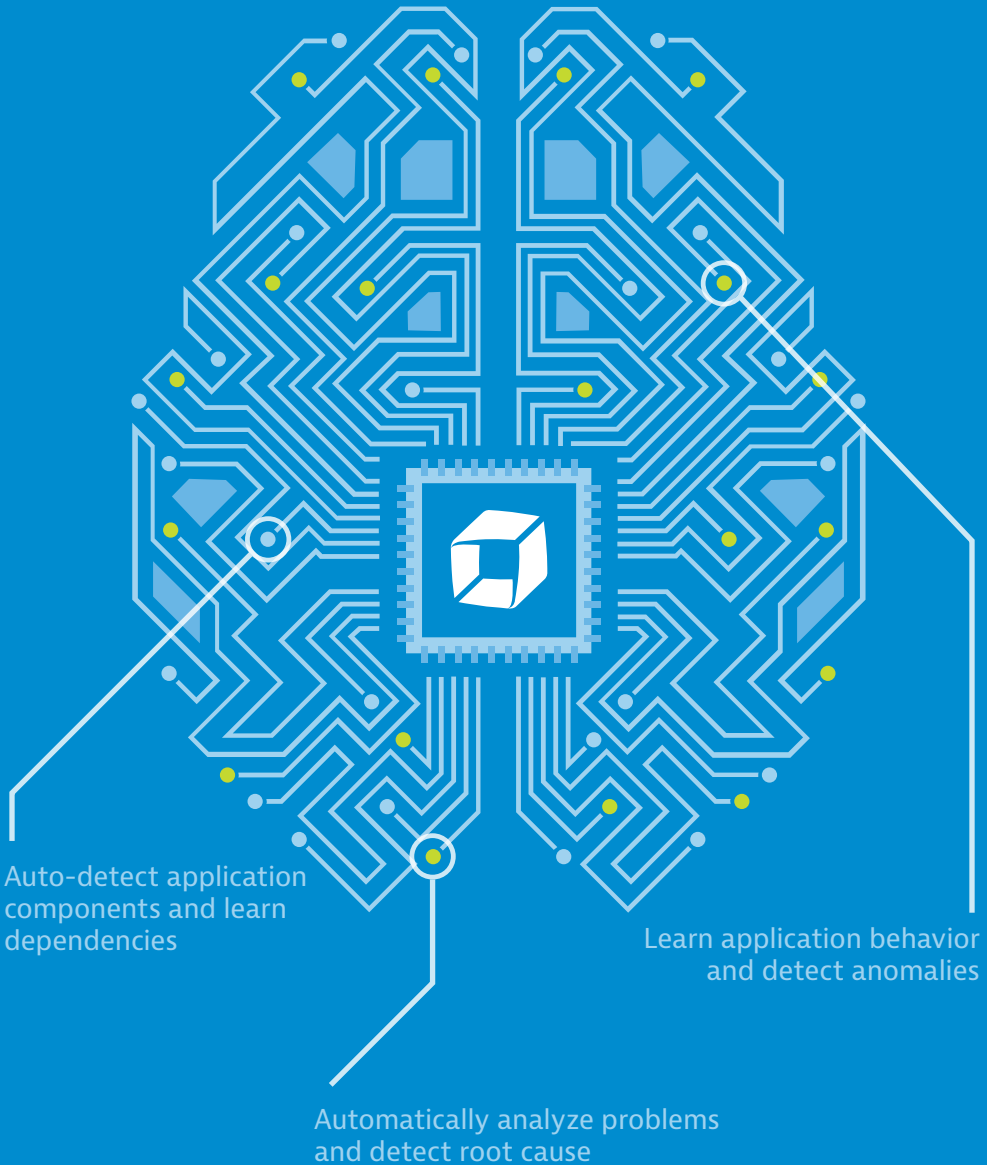 Auto-detect application
components and learn
dependencies
Learn application behavior
and detect anomalies
Automatically analyze problems
and detect root cause